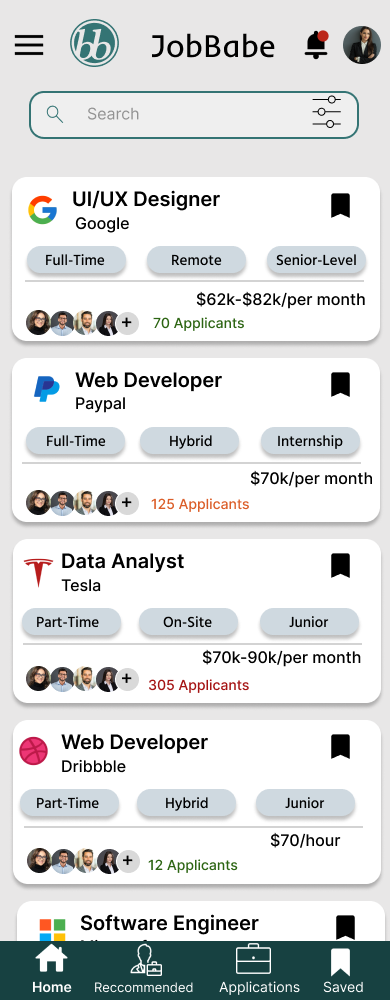 bb
JobBabe
Search
UI/UX Designer
Google
Full-Time
Remote
Senior-Level
$62k-$82k/per month
+
70 Applicants
Web Developer
Paypal
Full-Time
Hybrid
Internship
$70k/per month
+
125 Applicants
Data Analyst
Tesla
Part-Time
On-Site
Junior
$70k-90k/per month
+
305 Applicants
Web Developer
Dribbble
Part-Time
Hybrid
Junior
$70/hour
+
12 Applicants
Software Engineer
Home
Reccommended
Applications
Saved